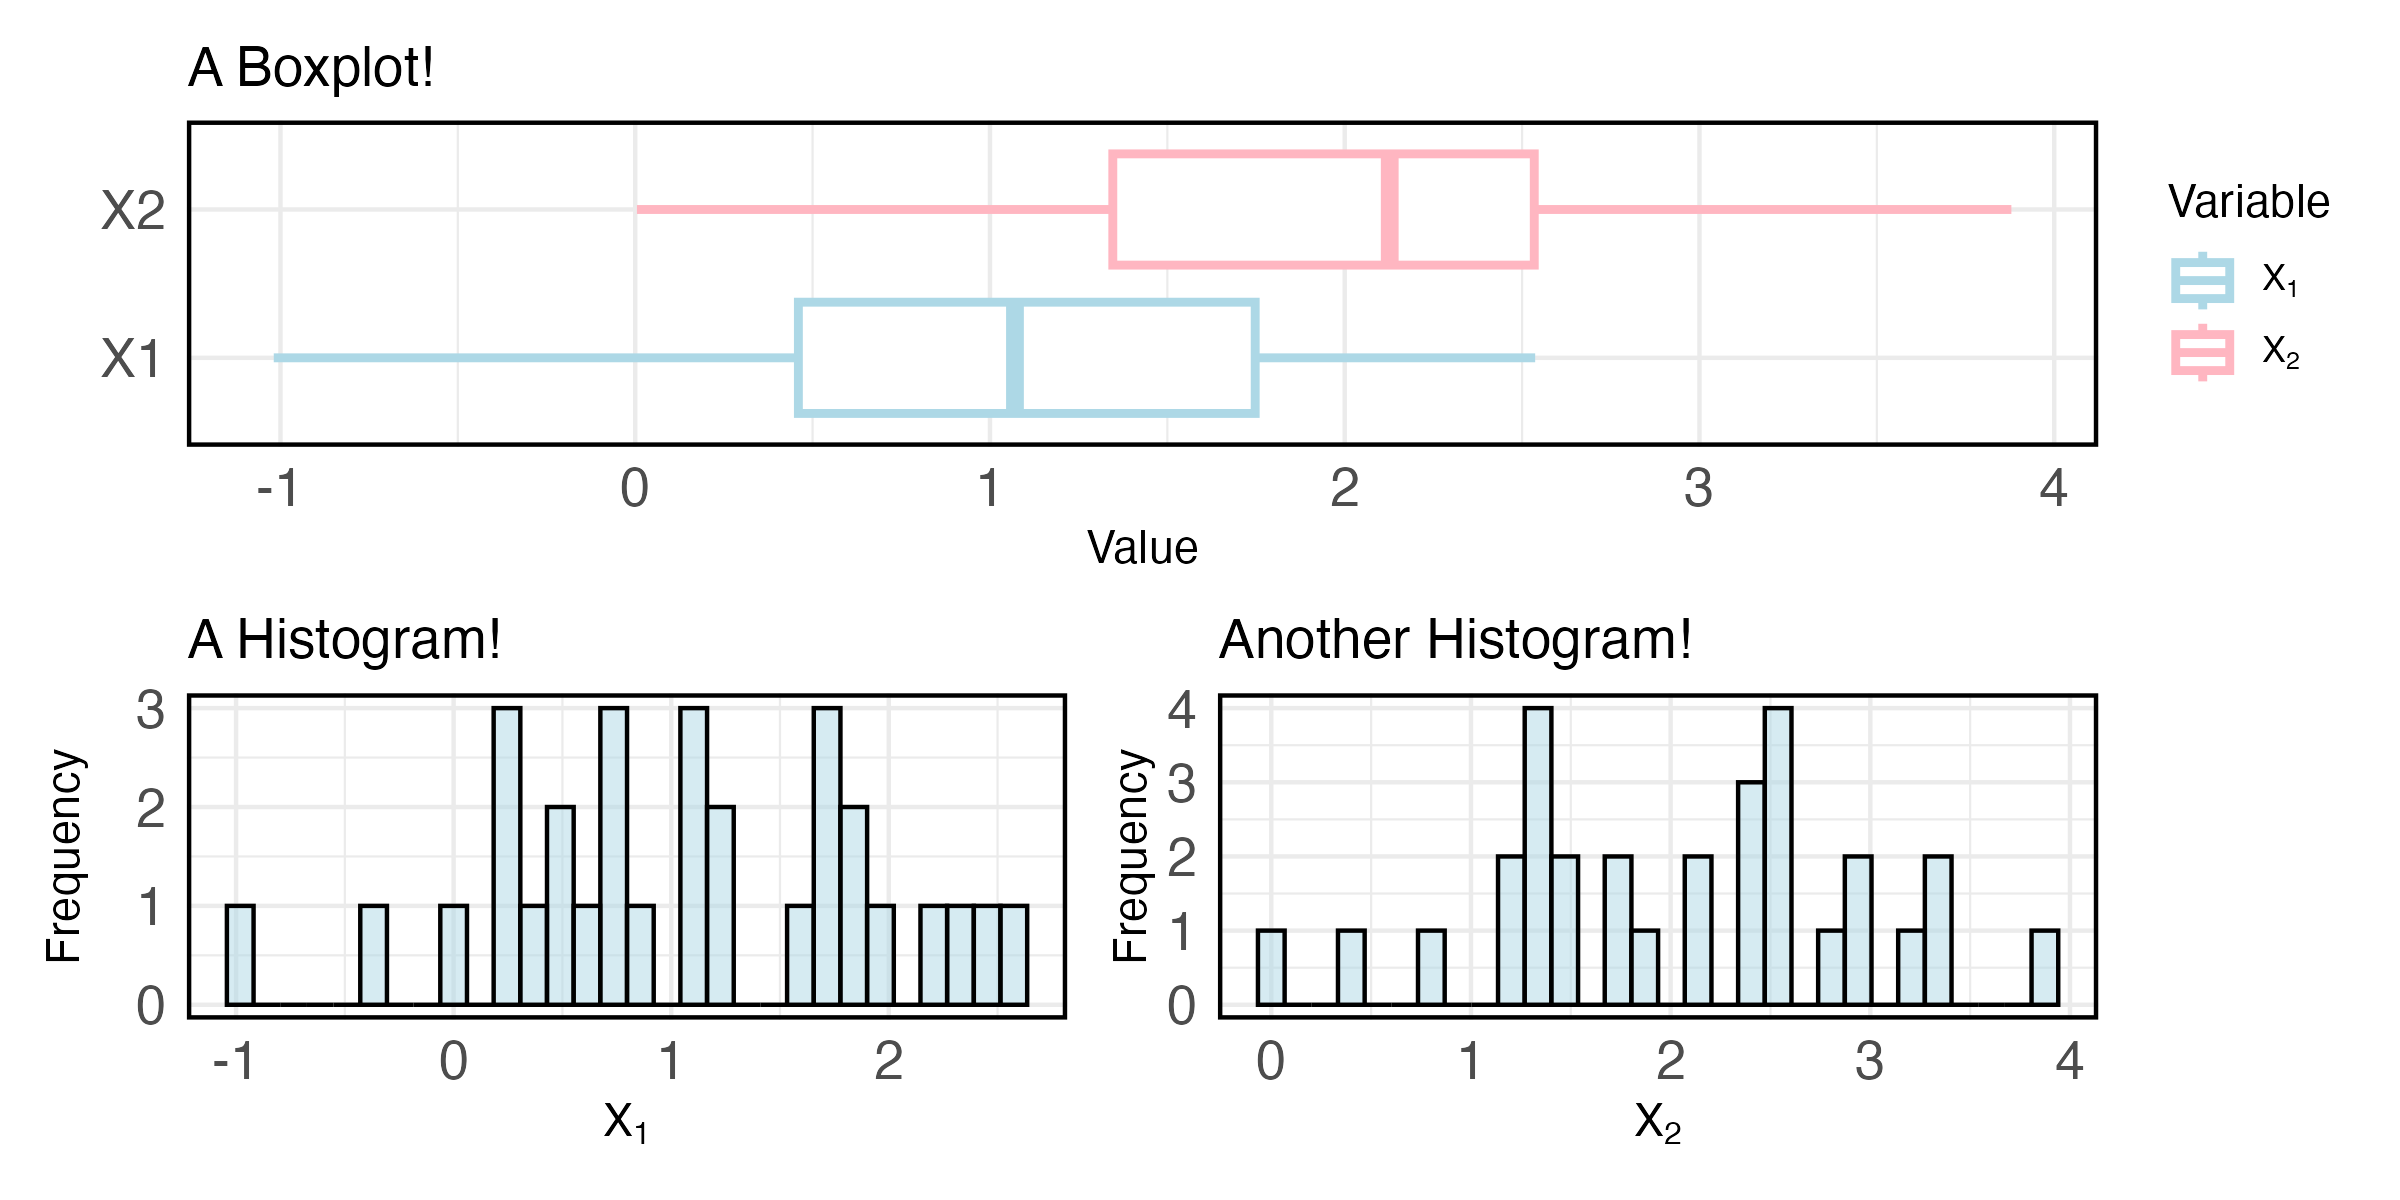 A Boxplot!
X2
X1
-1 0 1 2 3 4
Value
Variable
X₁
X₂
A Histogram!
Frequency
3
2
1
0
-1 0 1 2
X₁
Another Histogram!
Frequency
4
3
2
1
0
0 1 2 3 4
X₂